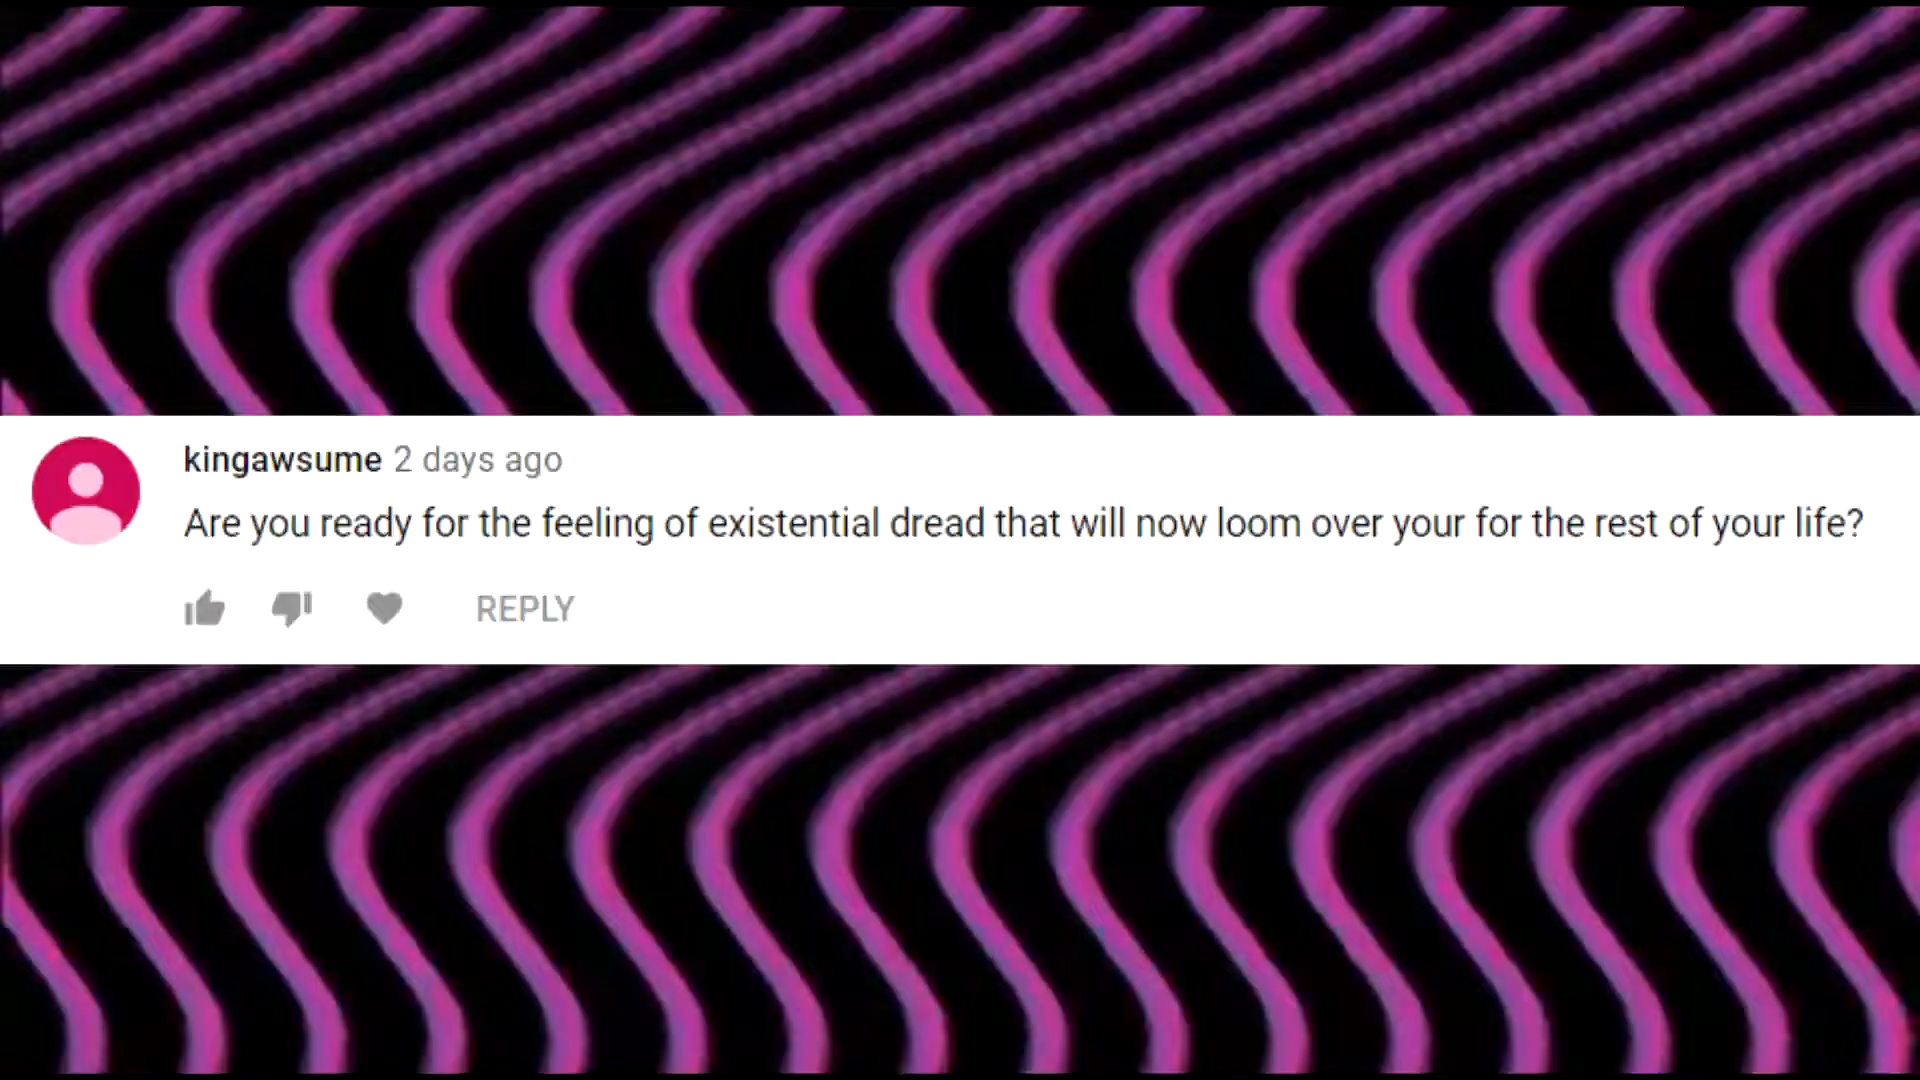 kingawsume 2 days ago
Are you ready for the feeling of existential dread that will now loom over your for the rest of your life?
REPLY